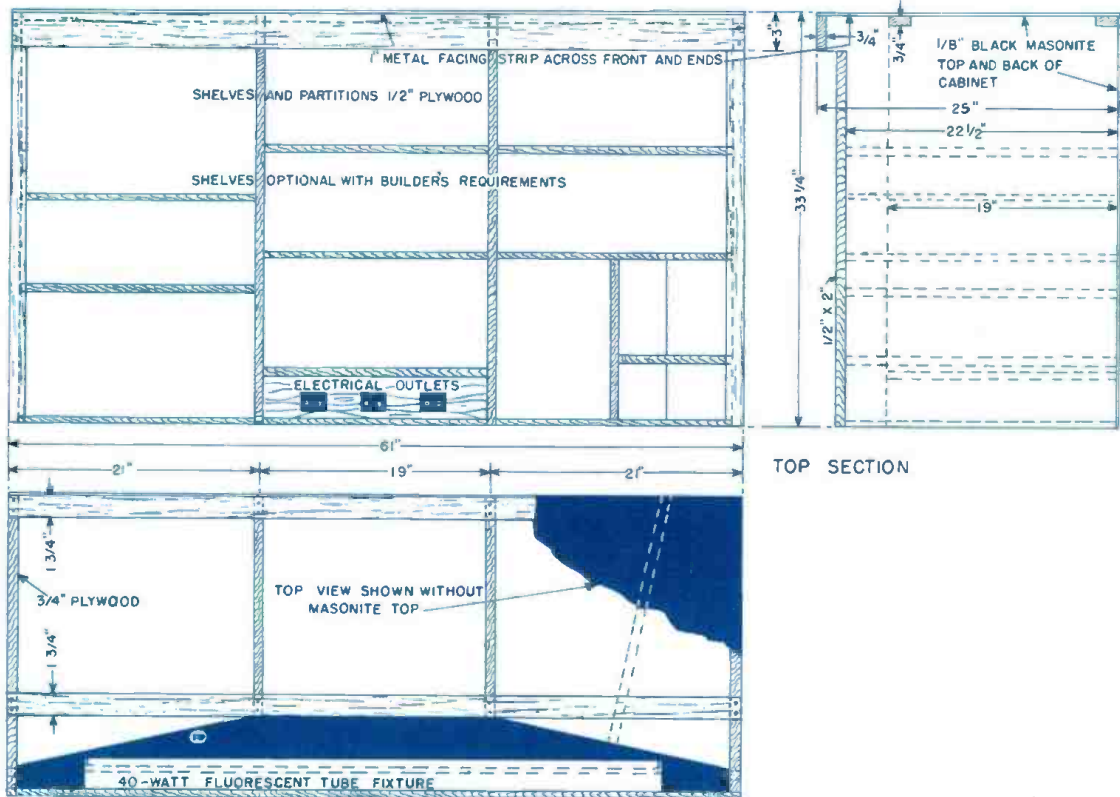 3"
3/4"
3/4"
1/8" BLACK MASONITE
TOP AND BACK OF
CABINET
1" METAL FACING STRIP ACROSS FRONT AND ENDS
SHELVES AND PARTITIONS 1/2" PLYWOOD
25"
22 1/2"
SHELVES OPTIONAL WITH BUILDER'S REQUIREMENTS
33 1/4"
19"
1/2" X 2"
ELECTRICAL OUTLETS
61"
21"
19"
21"
TOP SECTION
1 3/4"
3/4" PLYWOOD
TOP VIEW SHOWN WITHOUT
MASONITE TOP
1 3/4"
40-WATT FLUORESCENT TUBE FIXTURE